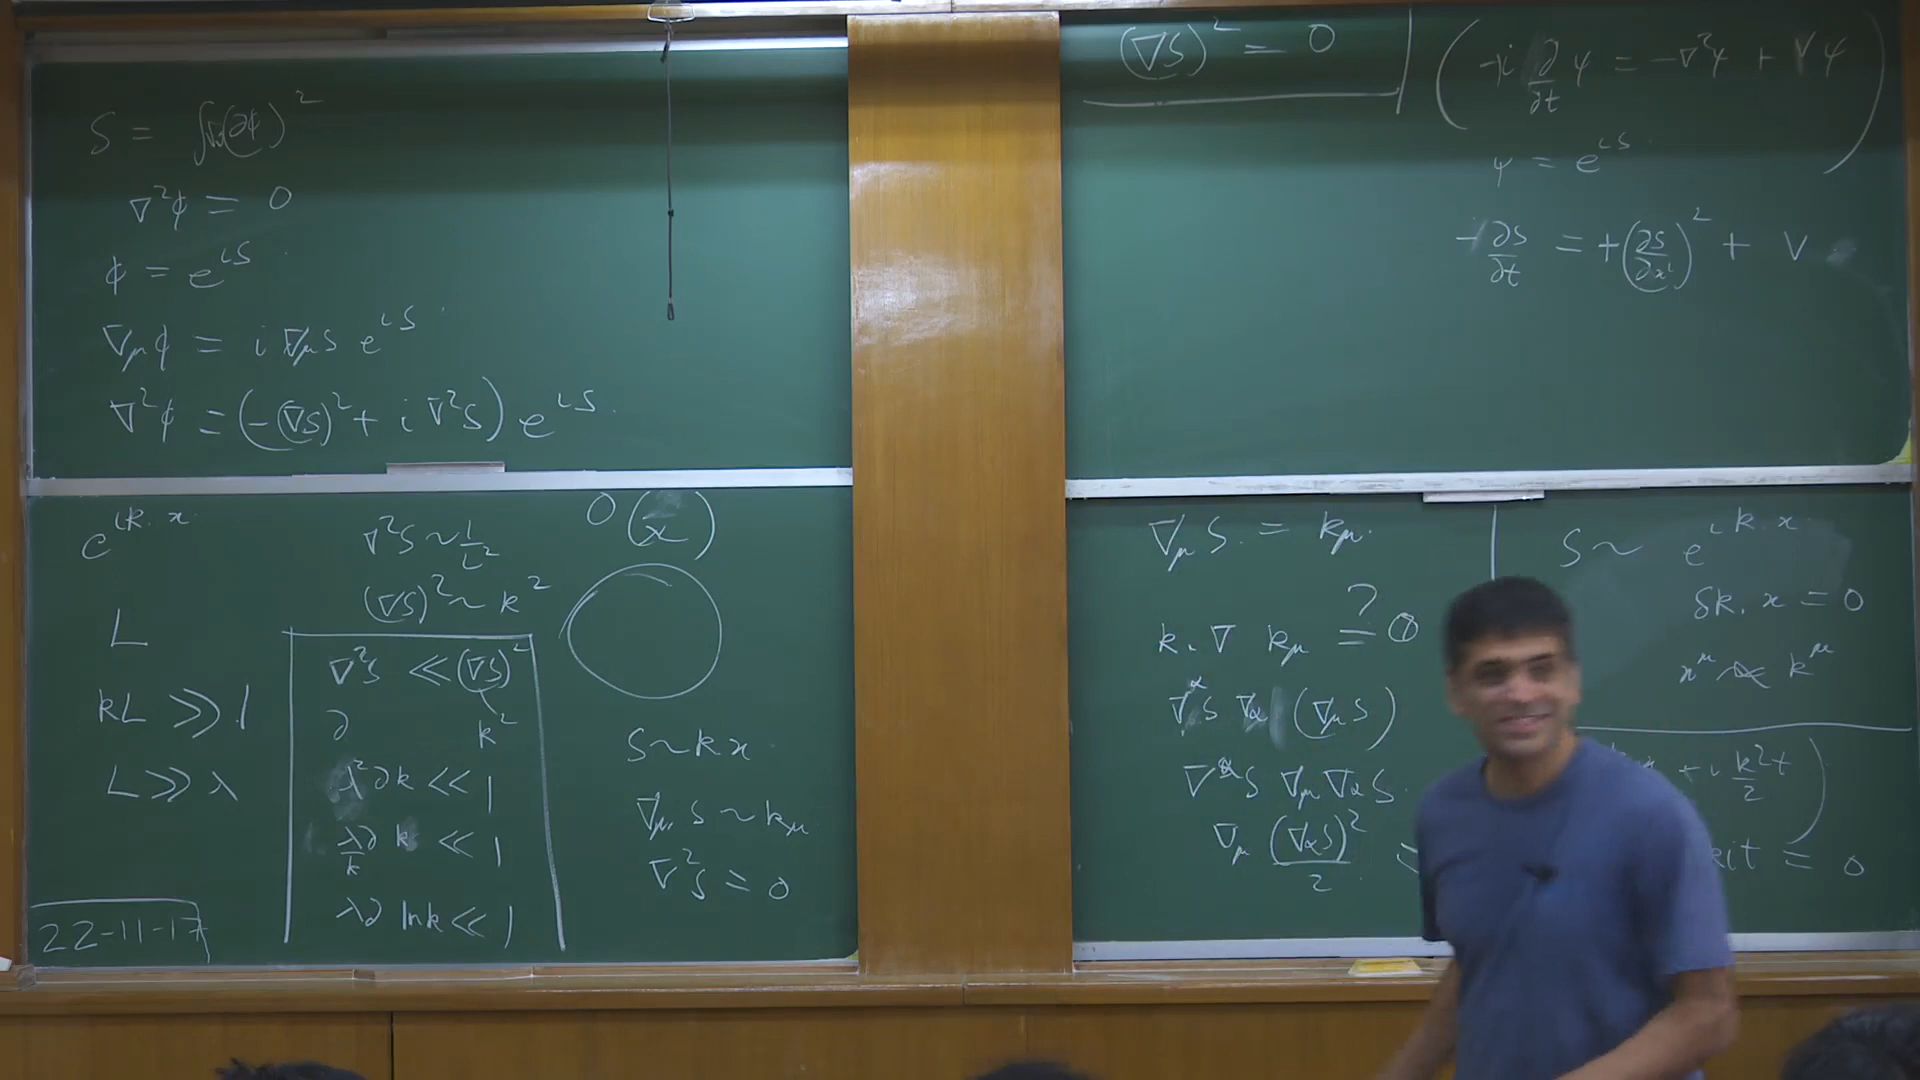 S = ∫√g (∂φ)²
∇²φ = 0
φ = e^{iS}
∇_μ φ = i ∇_μ S e^{iS}
∇²φ = (-(∇S)² + i ∇²S) e^{iS}
e^{ik.x}
L
kL ≫ 1
L ≫ λ
22-11-17
∇²S ~ 1/L²
(∇S)² ~ k²
∇²S ≪ (∇S)²
∂ k²
λ²∂k ≪ 1
λ∂/k k ≪ 1
λ∂ ln k ≪ 1
O(x)
S ~ kx
∇_μ S ~ k_μ
∇²S = 0
(∇S)² = 0
(-i ∂/∂t ψ = -∇²ψ + Vψ)
ψ = e^{iS}
-∂S/∂t = +(∂S/∂x^i)² + V
∇_μ S = k_μ
k.∇ k_μ =? 0
∇^α S ∇_α (∇_μ S)
∇^α S ∇_μ ∇_α S
∇_μ (∇_α S)²/2
S ~ e^{ik.x}
δk.x = 0
x^μ ∝ k^μ
+ i k²t/2)
kit = 0